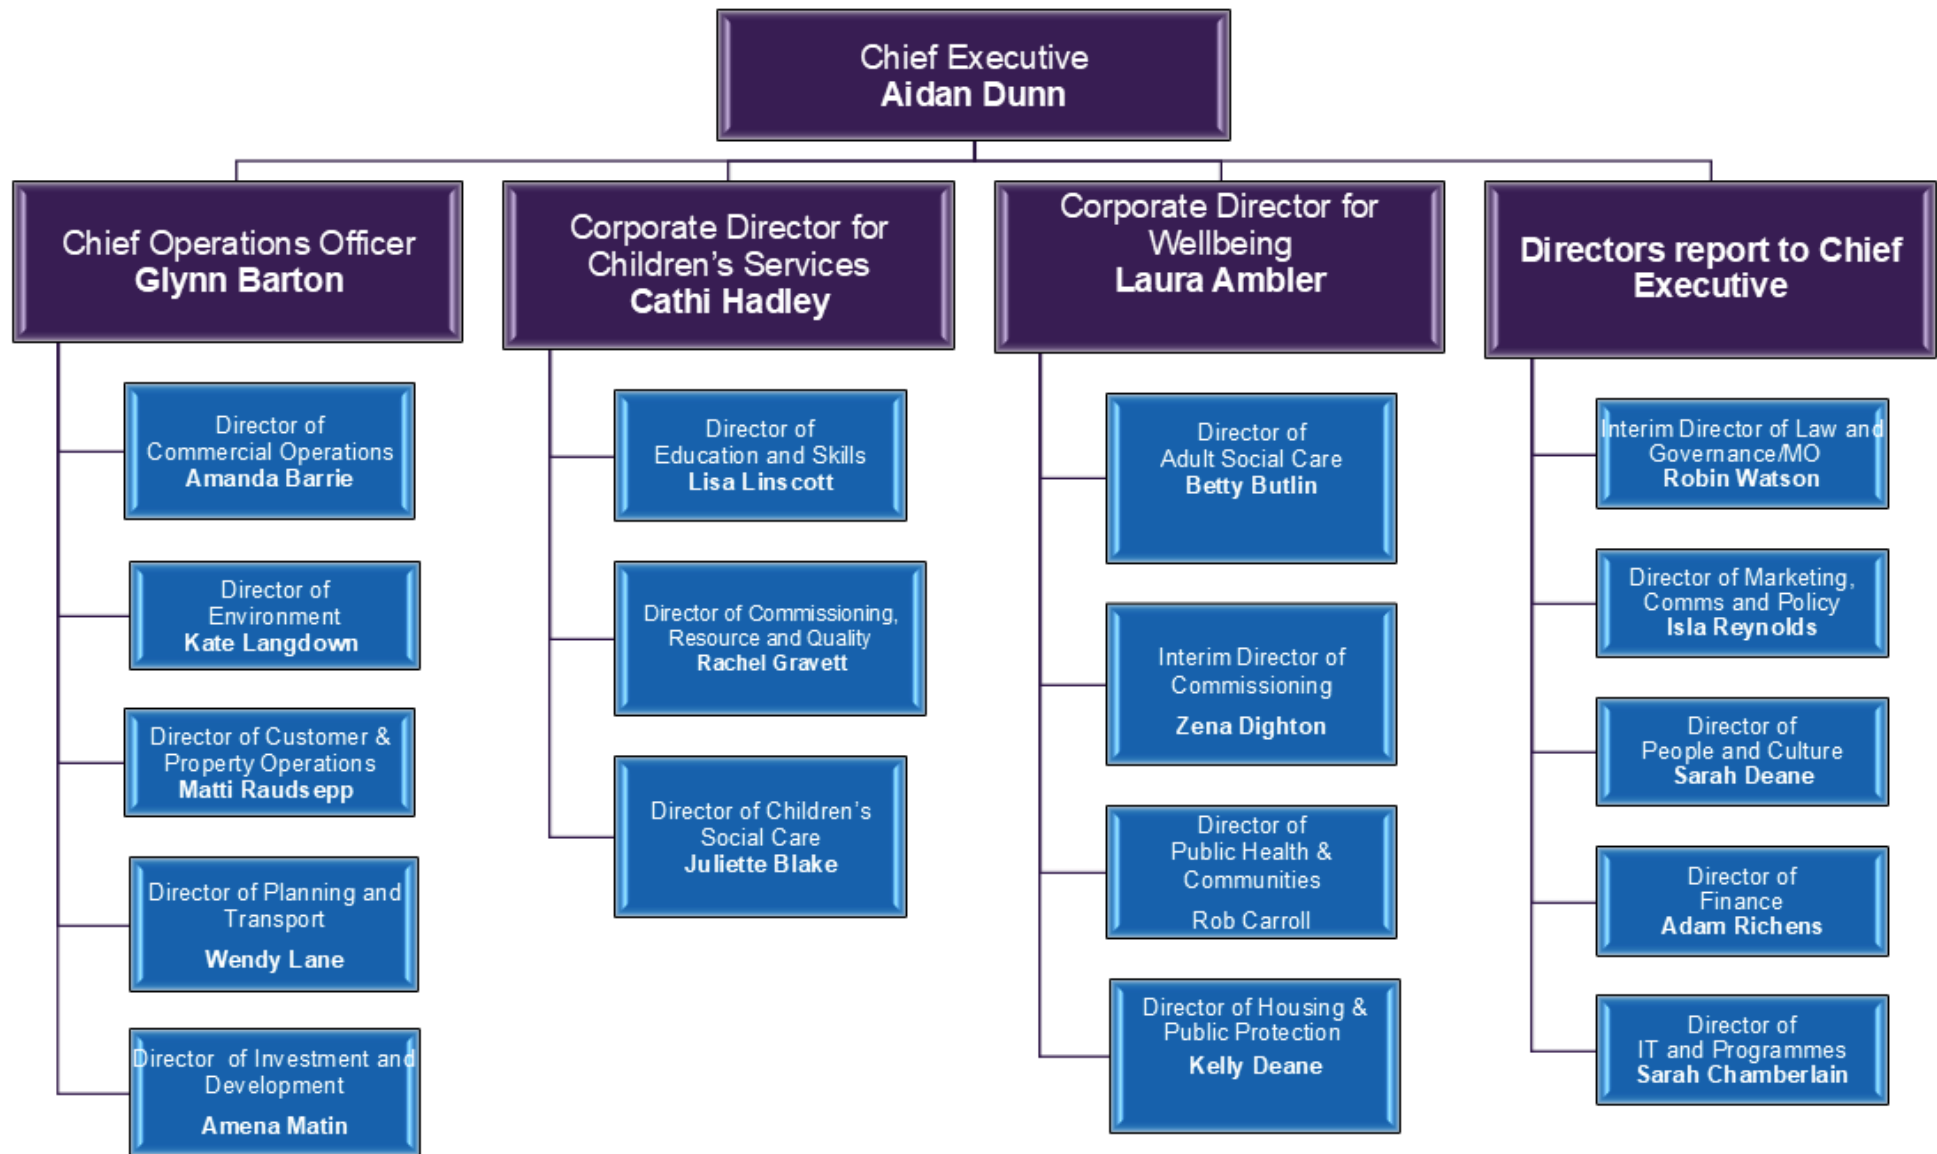 Chief Executive
Aidan Dunn
Chief Operations Officer
Glynn Barton
Director of
Commercial Operations
Amanda Barrie
Director of
Environment
Kate Langdown
Director of Customer &
Property Operations
Matti Raudsepp
Director of Planning and
Transport
Wendy Lane
Director of Investment and
Development
Amena Matin
Corporate Director for
Children's Services
Cathi Hadley
Director of
Education and Skills
Lisa Linscott
Director of Commissioning,
Resource and Quality
Rachel Gravett
Director of Children's
Social Care
Juliette Blake
Corporate Director for
Wellbeing
Laura Ambler
Director of
Adult Social Care
Betty Butlin
Interim Director of
Commissioning
Zena Dighton
Director of
Public Health &
Communities
Rob Carroll
Director of Housing &
Public Protection
Kelly Deane
Directors report to Chief
Executive
Interim Director of Law and
Governance/MO
Robin Watson
Director of Marketing,
Comms and Policy
Isla Reynolds
Director of
People and Culture
Sarah Deane
Director of
Finance
Adam Richens
Director of
IT and Programmes
Sarah Chamberlain